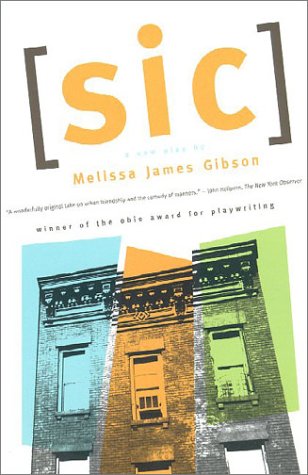 [sic]
a new play by
Melissa James Gibson
"A wonderfully original take on urban friendship and the comedy of manners." – John Heilpern, The New York Observer
winner of the obie award for playwriting